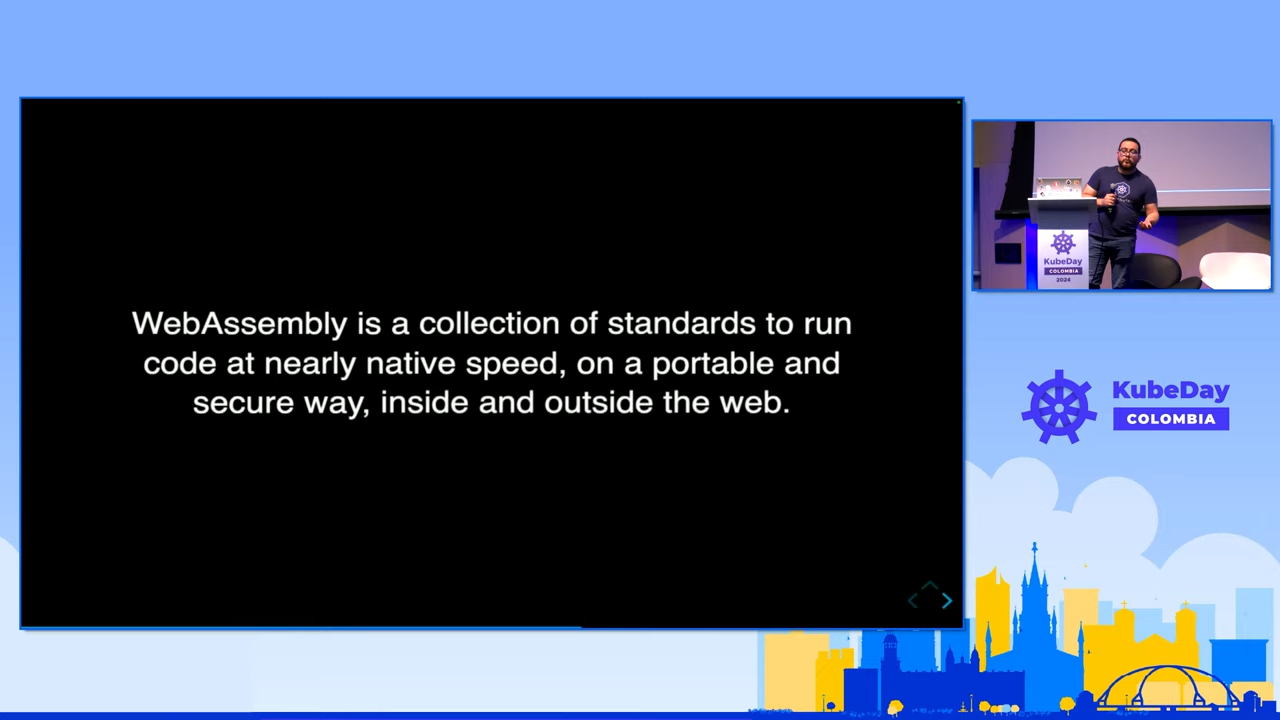 WebAssembly is a collection of standards to run
code at nearly native speed, on a portable and
secure way, inside and outside the web.
KubeDay
COLOMBIA
2024
KubeDay
COLOMBIA